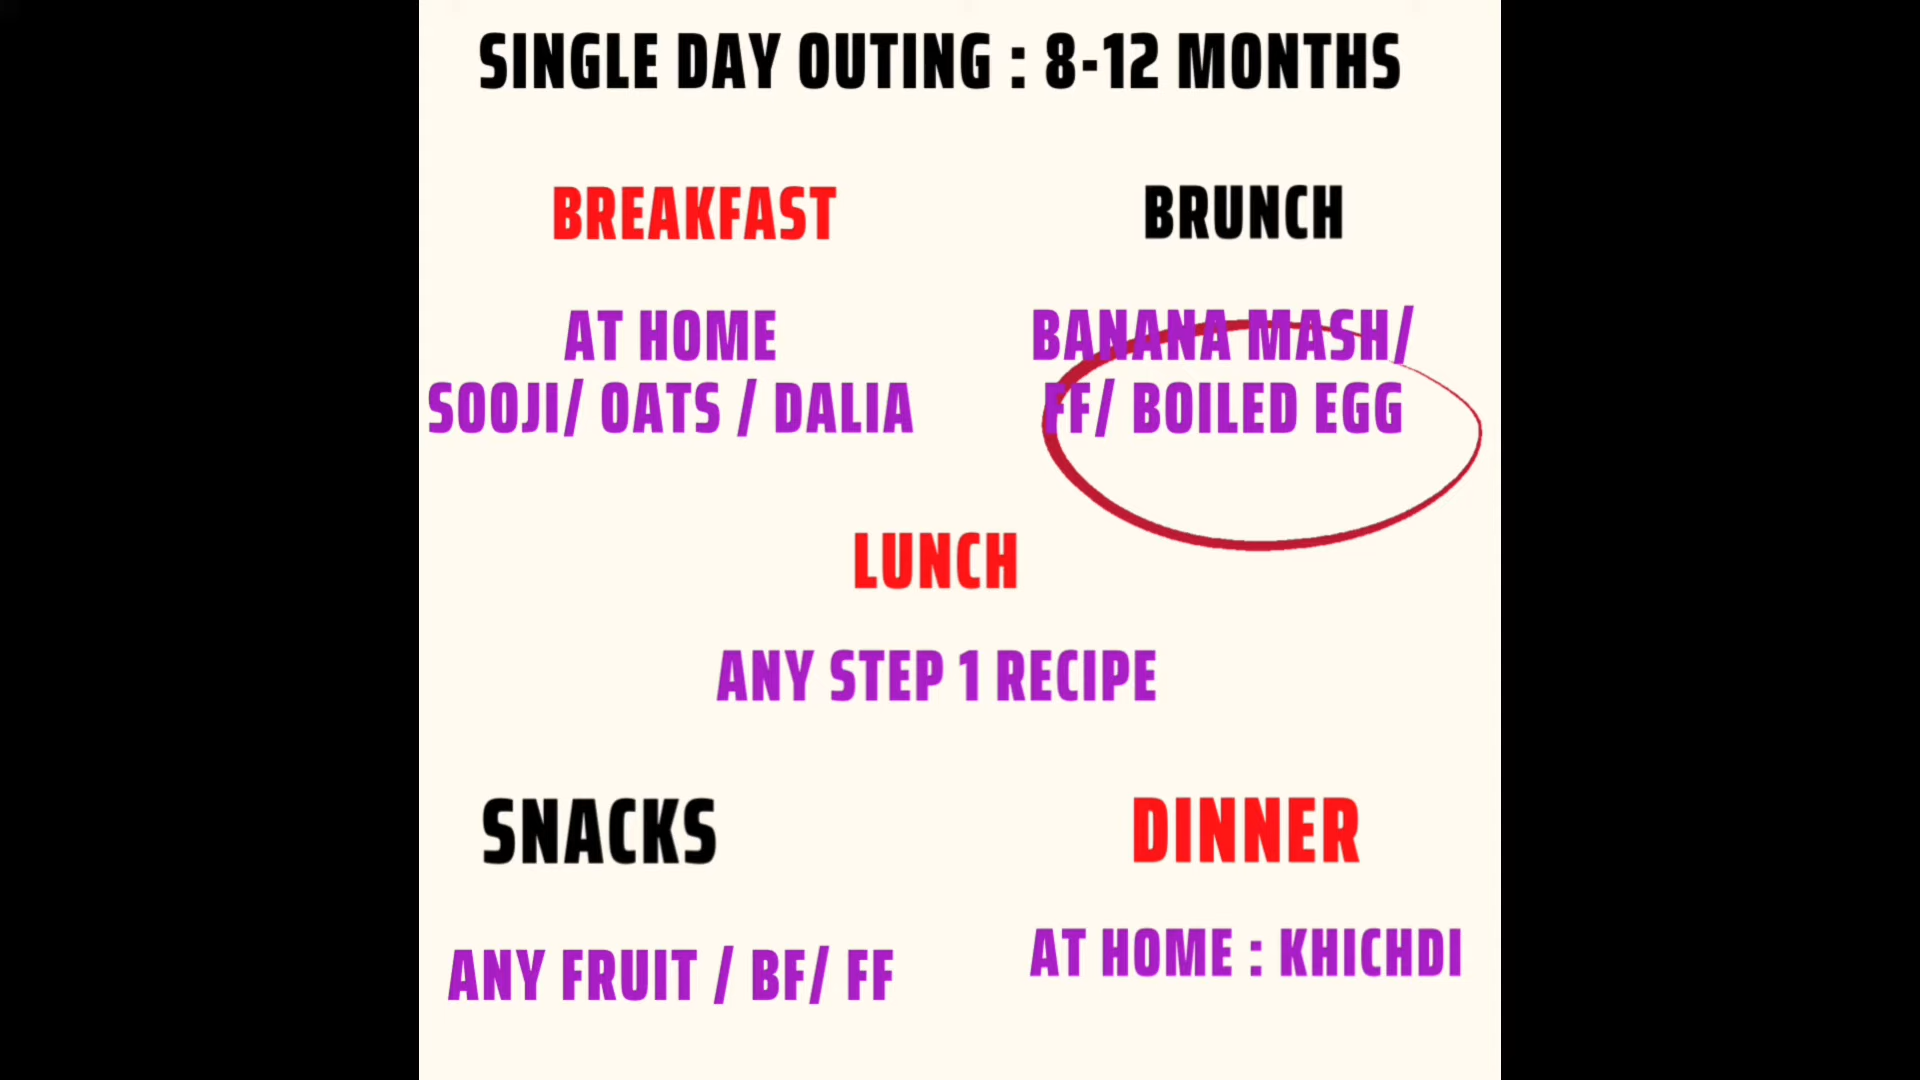 SINGLE DAY OUTING : 8-12 MONTHS
BREAKFAST
AT HOME
SOOJI/ OATS / DALIA
BRUNCH
BANANA MASH/
FF/ BOILED EGG
LUNCH
ANY STEP 1 RECIPE
SNACKS
ANY FRUIT / BF/ FF
DINNER
AT HOME : KHICHDI